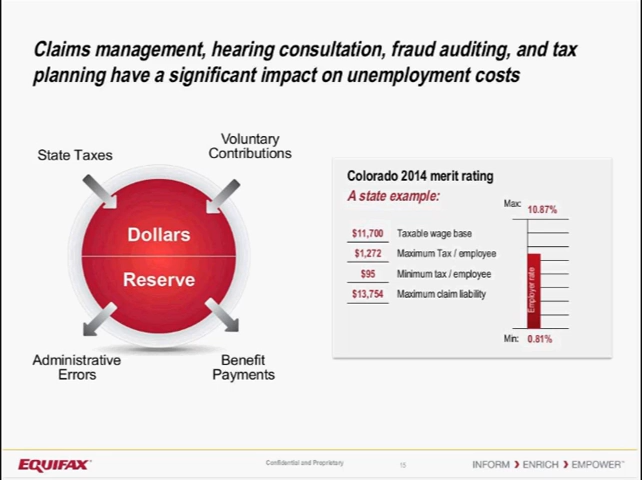 Claims management, hearing consultation, fraud auditing, and tax
planning have a significant impact on unemployment costs
State Taxes
Voluntary
Contributions
Dollars
Reserve
Administrative
Errors
Benefit
Payments
Colorado 2014 merit rating
A state example:
$11,700 Taxable wage base
$1,272 Maximum Tax / employee
$95 Minimum tax / employee
$13,754 Maximum claim liability
Max: 10.87%
Employer rate
Min: 0.81%
EQUIFAX
Confidential and Proprietary
15
INFORM ❯ ENRICH ❯ EMPOWER™